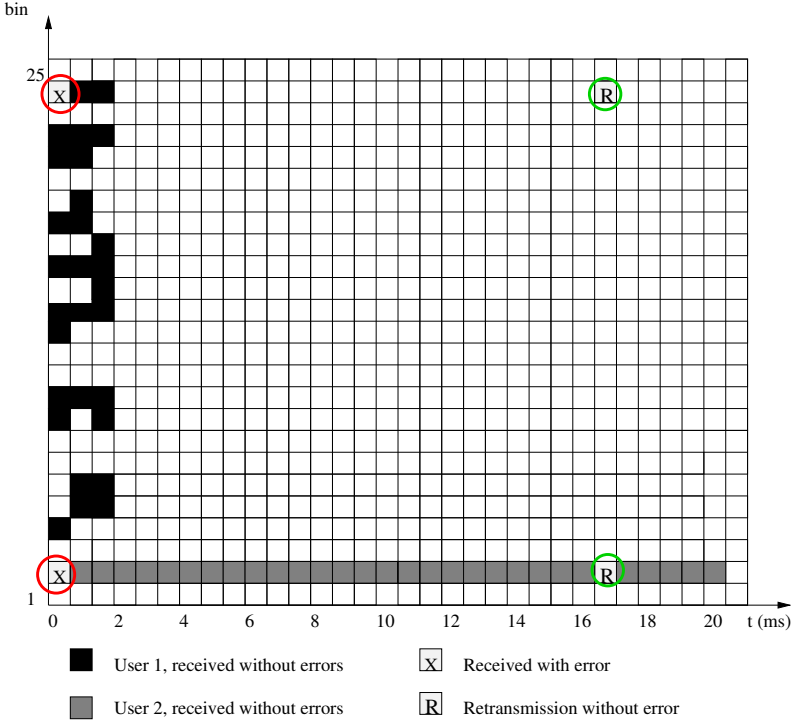 bin
25
X
R
X
R
1
0 2 4 6 8 10 12 14 16 18 20 t (ms)
User 1, received without errors
X Received with error
User 2, received without errors
R Retransmission without error